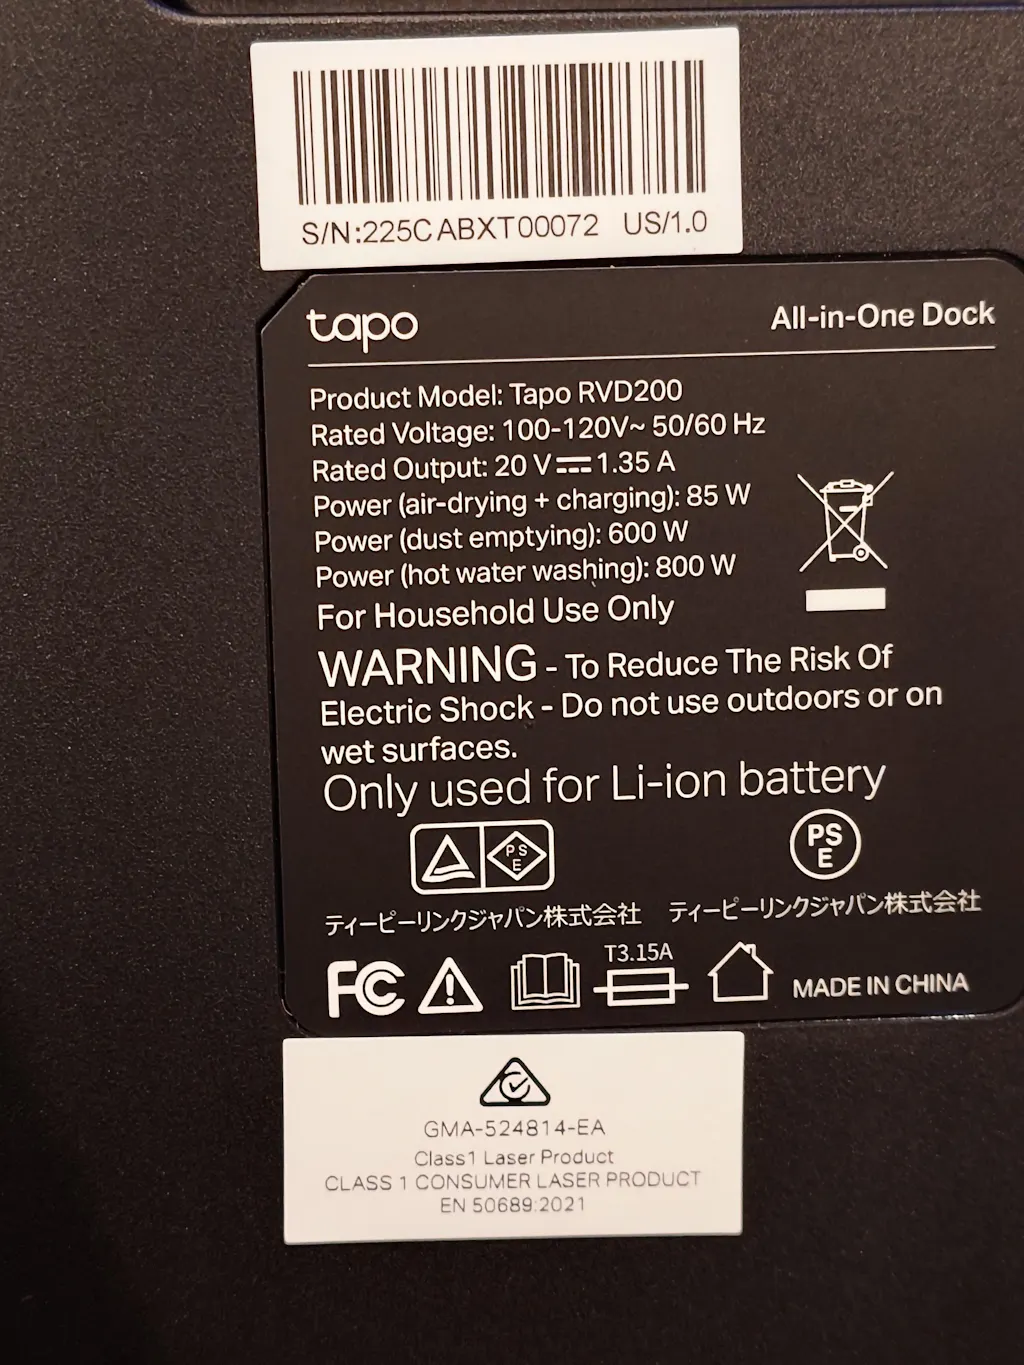 S/N:225CABXT00072 US/1.0
tapo All-in-One Dock
Product Model: Tapo RVD200
Rated Voltage: 100-120V~ 50/60 Hz
Rated Output: 20 V⎓1.35 A
Power (air-drying + charging): 85 W
Power (dust emptying): 600 W
Power (hot water washing): 800 W
For Household Use Only
WARNING - To Reduce The Risk Of
Electric Shock - Do not use outdoors or on
wet surfaces.
Only used for Li-ion battery
PS
E
PS
E
ティーピーリンクジャパン株式会社 ティーピーリンクジャパン株式会社
T3.15A
FC
MADE IN CHINA
GMA-524814-EA
Class1 Laser Product
CLASS 1 CONSUMER LASER PRODUCT
EN 50689:2021